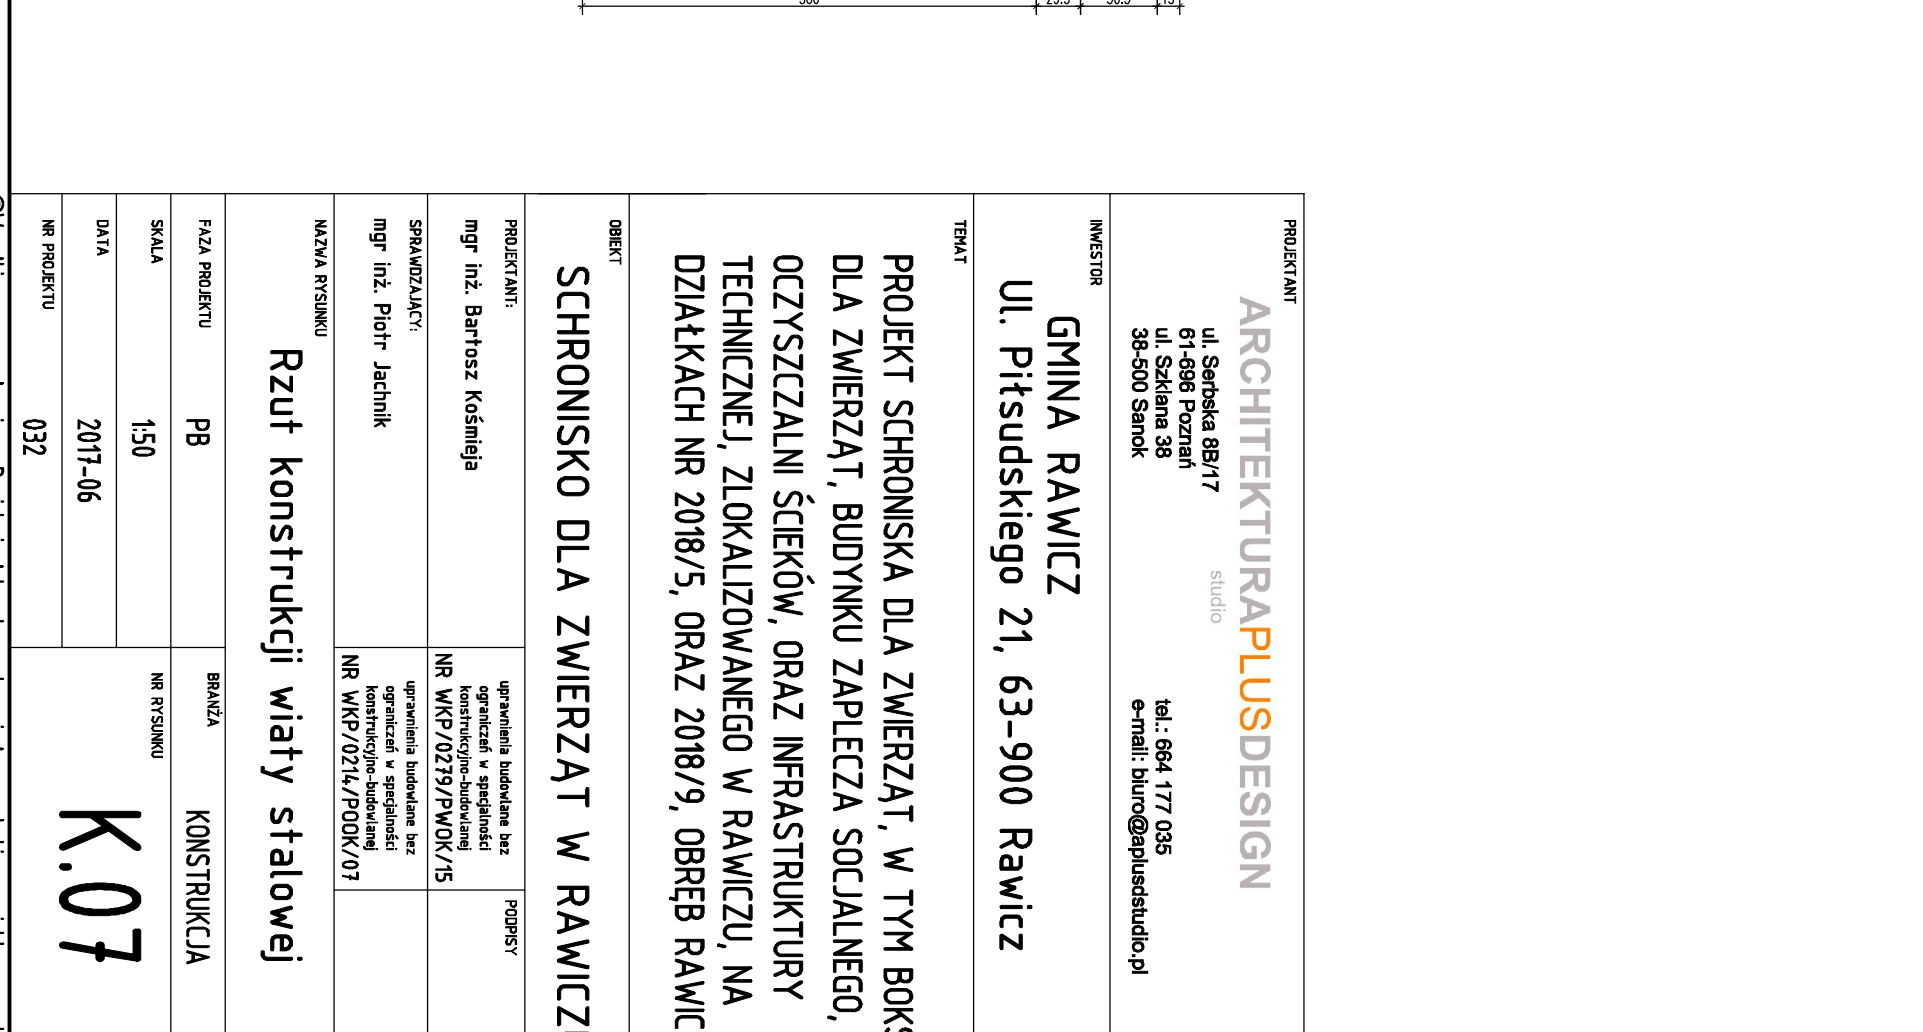 PROJEKTANT
ARCHITEKTURAPLUSDESIGN
studio
ul. Serbska 8B/17
61-696 Poznań
ul. Szklana 38
38-500 Sanok
tel.: 664 177 035
e-mail: biuro@aplusdstudio.pl
INWESTOR
GMINA RAWICZ
Ul. Piłsudskiego 21, 63-900 Rawicz
TEMAT
PROJEKT SCHRONISKA DLA ZWIERZĄT, W TYM BOKS
DLA ZWIERZĄT, BUDYNKU ZAPLECZA SOCJALNEGO,
OCZYSZCZALNI ŚCIEKÓW, ORAZ INFRASTRUKTURY
TECHNICZNEJ, ZLOKALIZOWANEGO W RAWICZU, NA
DZIAŁKACH NR 2018/5, ORAZ 2018/9, OBRĘB RAWIC
OBIEKT
SCHRONISKO DLA ZWIERZĄT W RAWICZ
PROJEKTANT:
mgr inż. Bartosz Kośmieja
uprawnienia budowlane bez
ograniczeń w specjalności
konstrukcyjno-budowlanej
NR WKP/0279/PWOK/15
PODPISY
SPRAWDZAJĄCY:
mgr inż. Piotr Jachnik
uprawnienia budowlane bez
ograniczeń w specjalności
konstrukcyjno-budowlanej
NR WKP/0214/POOK/07
NAZWA RYSUNKU
Rzut konstrukcji wiaty stalowej
FAZA PROJEKTU
PB
BRANŻA
KONSTRUKCJA
SKALA
1:50
DATA
2017-06
NR PROJEKTU
032
NR RYSUNKU
K.07